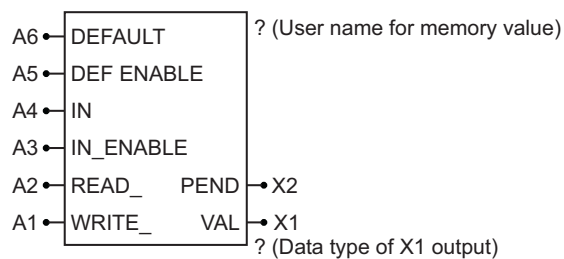 A6 DEFAULT ? (User name for memory value)
A5 DEF ENABLE
A4 IN
A3 IN_ENABLE
A2 READ_ PEND X2
A1 WRITE_ VAL X1
? (Data type of X1 output)